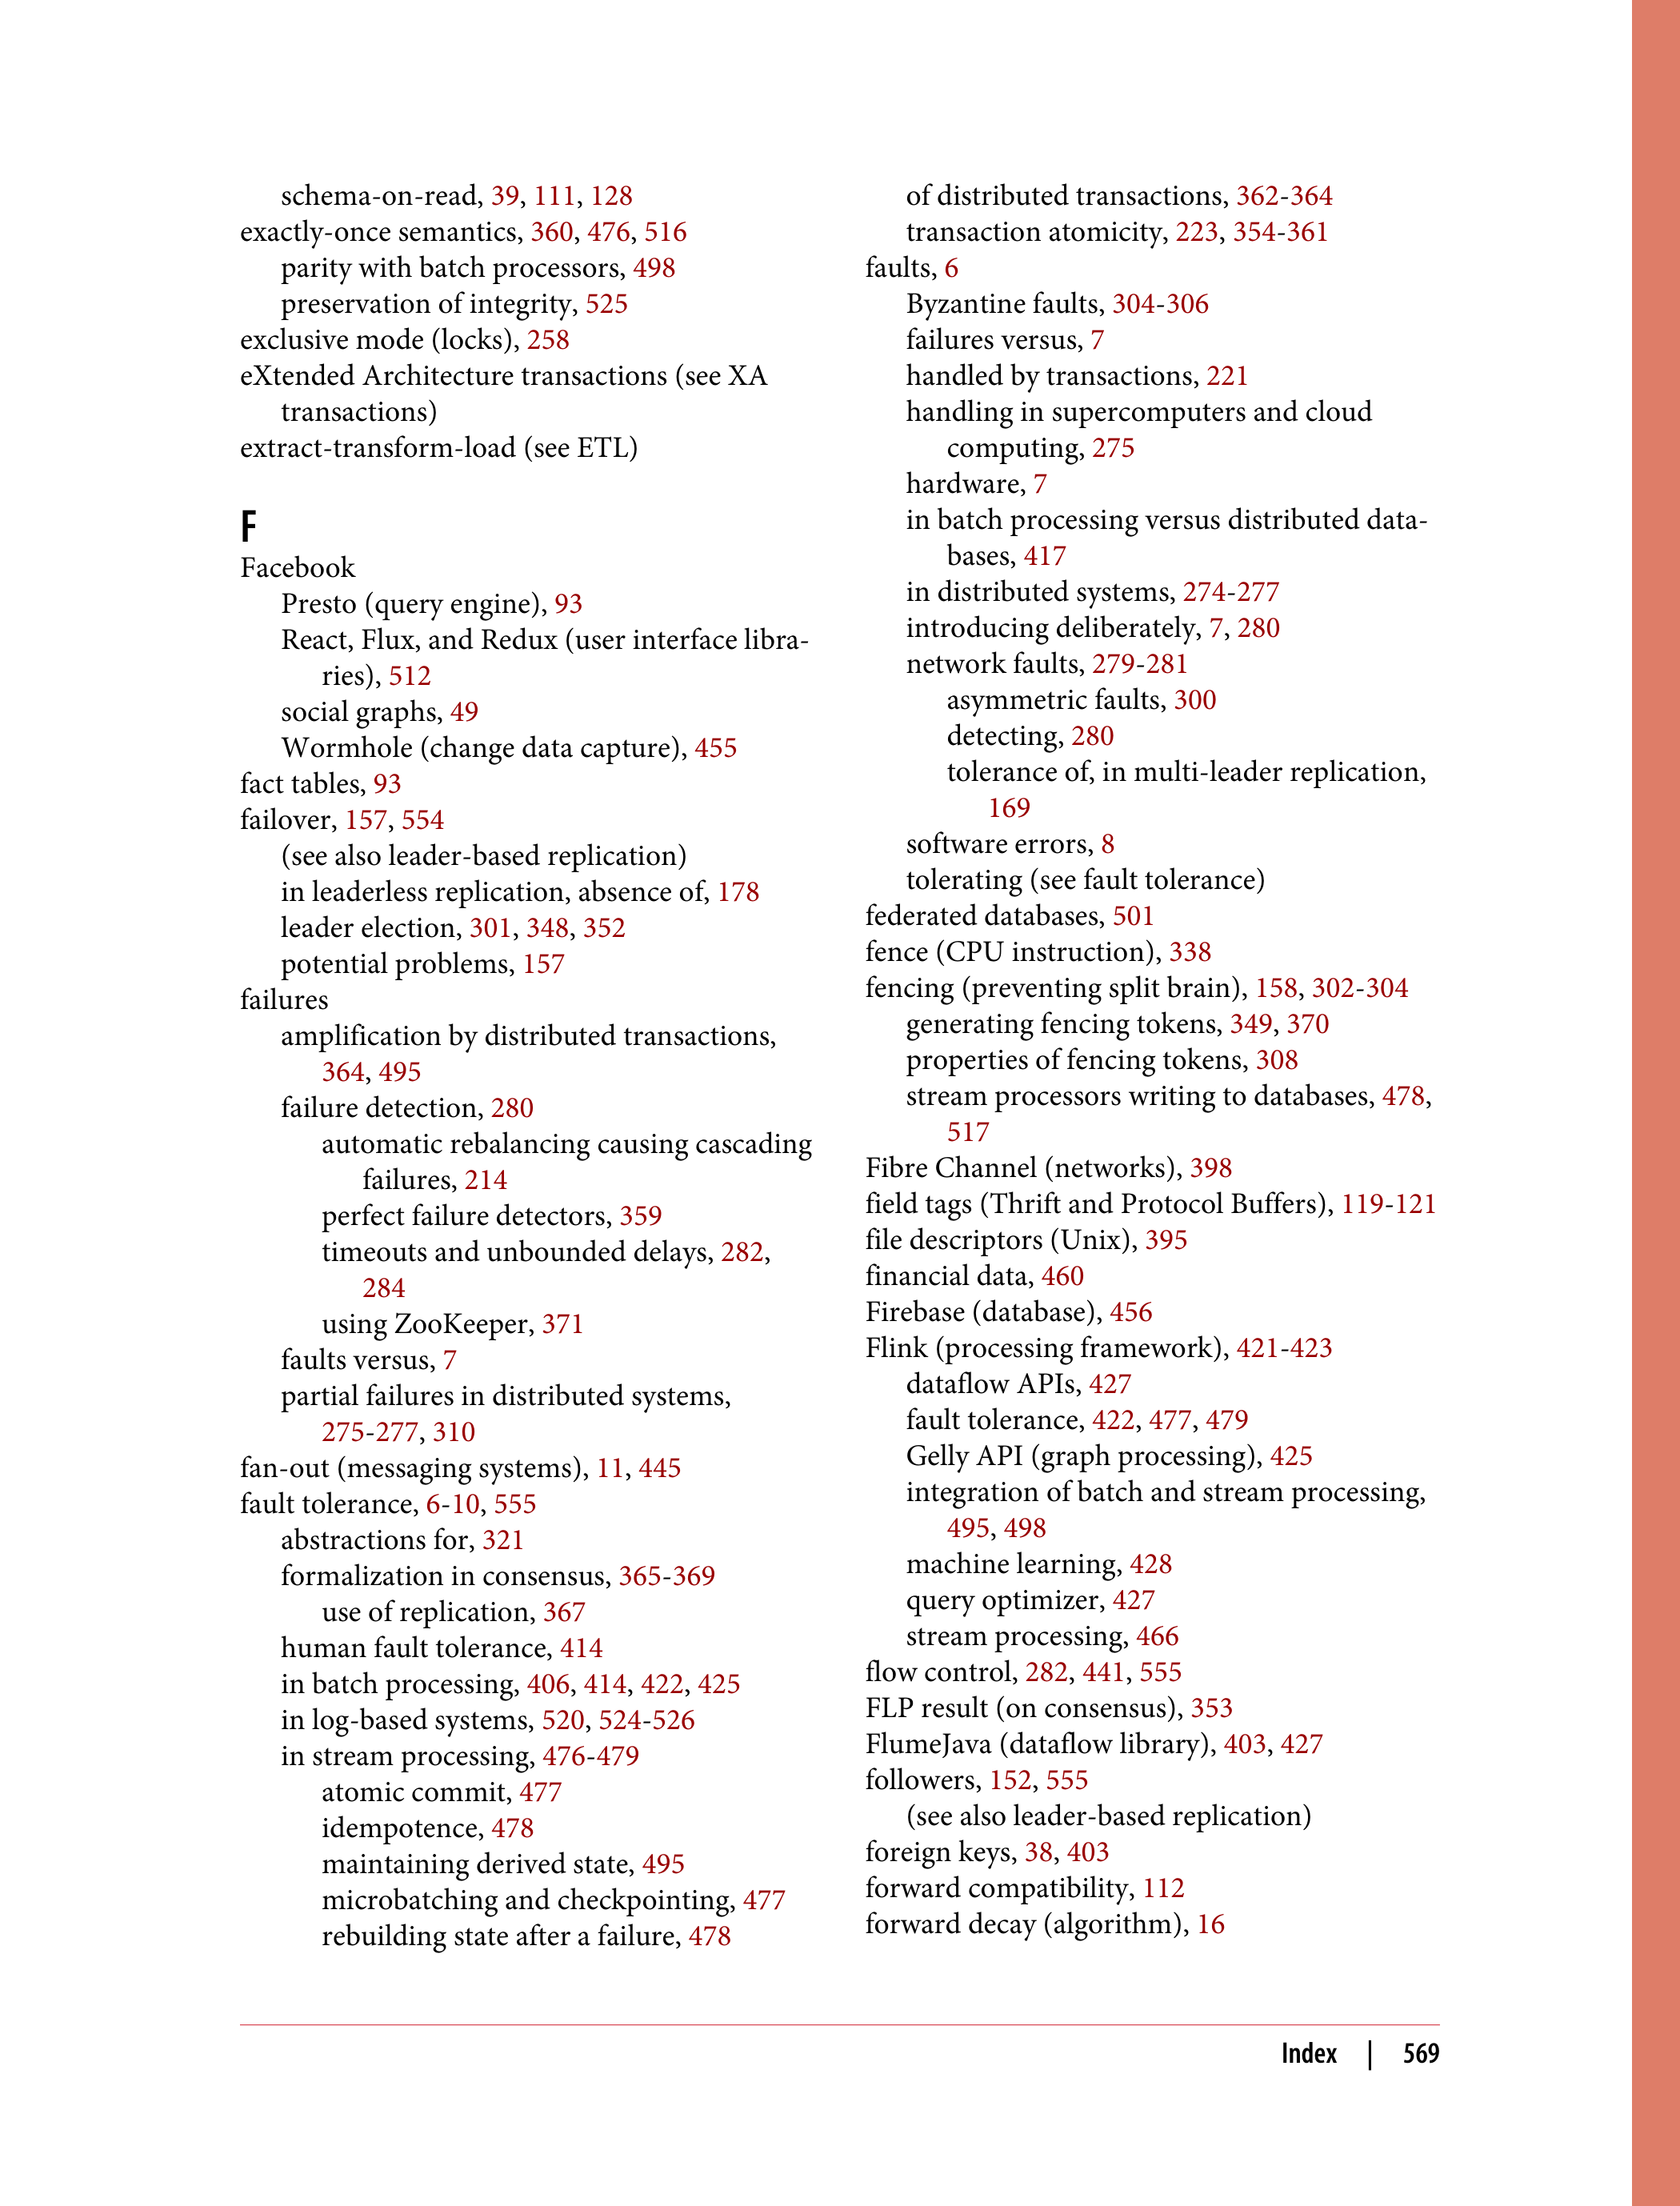 schema-on-read, 39, 111, 128
exactly-once semantics, 360, 476, 516
parity with batch processors, 498
preservation of integrity, 525
exclusive mode (locks), 258
eXtended Architecture transactions (see XA
transactions)
extract-transform-load (see ETL)
F
Facebook
Presto (query engine), 93
React, Flux, and Redux (user interface libra-
ries), 512
social graphs, 49
Wormhole (change data capture), 455
fact tables, 93
failover, 157, 554
(see also leader-based replication)
in leaderless replication, absence of, 178
leader election, 301, 348, 352
potential problems, 157
failures
amplification by distributed transactions,
364, 495
failure detection, 280
automatic rebalancing causing cascading
failures, 214
perfect failure detectors, 359
timeouts and unbounded delays, 282,
284
using ZooKeeper, 371
faults versus, 7
partial failures in distributed systems,
275-277, 310
fan-out (messaging systems), 11, 445
fault tolerance, 6-10, 555
abstractions for, 321
formalization in consensus, 365-369
use of replication, 367
human fault tolerance, 414
in batch processing, 406, 414, 422, 425
in log-based systems, 520, 524-526
in stream processing, 476-479
atomic commit, 477
idempotence, 478
maintaining derived state, 495
microbatching and checkpointing, 477
rebuilding state after a failure, 478
of distributed transactions, 362-364
transaction atomicity, 223, 354-361
faults, 6
Byzantine faults, 304-306
failures versus, 7
handled by transactions, 221
handling in supercomputers and cloud
computing, 275
hardware, 7
in batch processing versus distributed data-
bases, 417
in distributed systems, 274-277
introducing deliberately, 7, 280
network faults, 279-281
asymmetric faults, 300
detecting, 280
tolerance of, in multi-leader replication,
169
software errors, 8
tolerating (see fault tolerance)
federated databases, 501
fence (CPU instruction), 338
fencing (preventing split brain), 158, 302-304
generating fencing tokens, 349, 370
properties of fencing tokens, 308
stream processors writing to databases, 478,
517
Fibre Channel (networks), 398
field tags (Thrift and Protocol Buffers), 119-121
file descriptors (Unix), 395
financial data, 460
Firebase (database), 456
Flink (processing framework), 421-423
dataflow APIs, 427
fault tolerance, 422, 477, 479
Gelly API (graph processing), 425
integration of batch and stream processing,
495, 498
machine learning, 428
query optimizer, 427
stream processing, 466
flow control, 282, 441, 555
FLP result (on consensus), 353
FlumeJava (dataflow library), 403, 427
followers, 152, 555
(see also leader-based replication)
foreign keys, 38, 403
forward compatibility, 112
forward decay (algorithm), 16
Index | 569